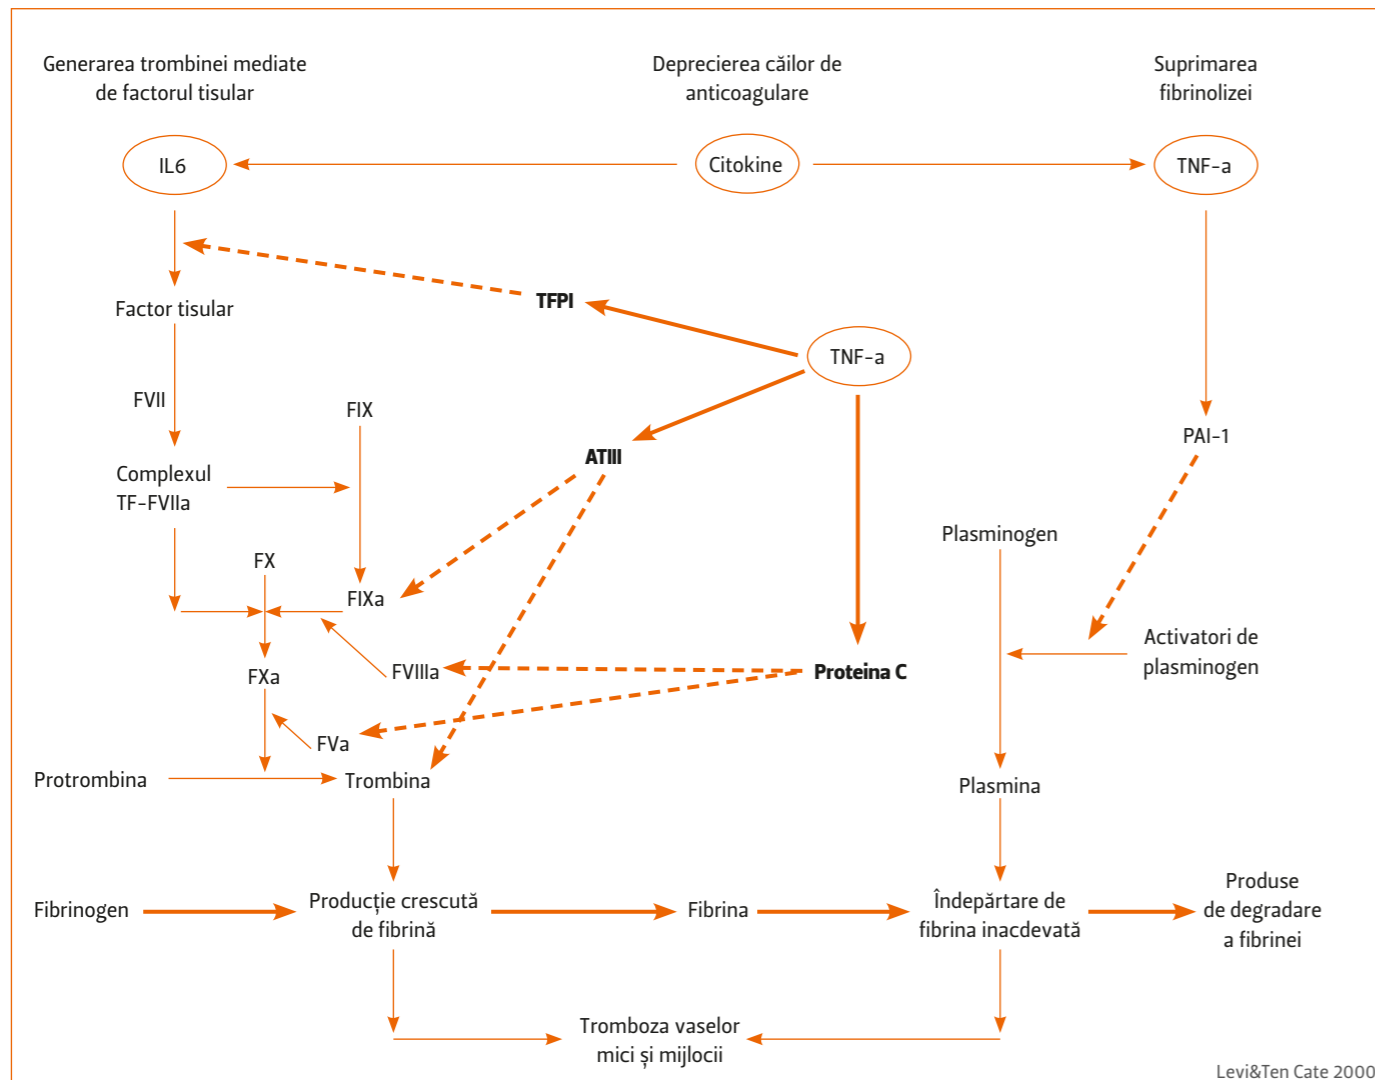 Generarea trombinei mediate
de factorul tisular
Deprecierea căilor de
anticoagulare
Suprimarea
fibrinolizei
IL6
Citokine
TNF-a
TFPI
Factor tisular
TNF-a
FVII
FIX
PAI-1
ATIII
Complexul
TF-FVIIa
Plasminogen
FX
FIXa
Activatori de
plasminogen
FXa
FVIIIa
Proteina C
FVa
Protrombina
Trombina
Plasmina
Fibrinogen
Producție crescută
de fibrină
Fibrina
Îndepărtare de
fibrina inacdevată
Produse
de degradare
a fibrinei
Tromboza vaselor
mici și mijlocii
Levi&Ten Cate 2000